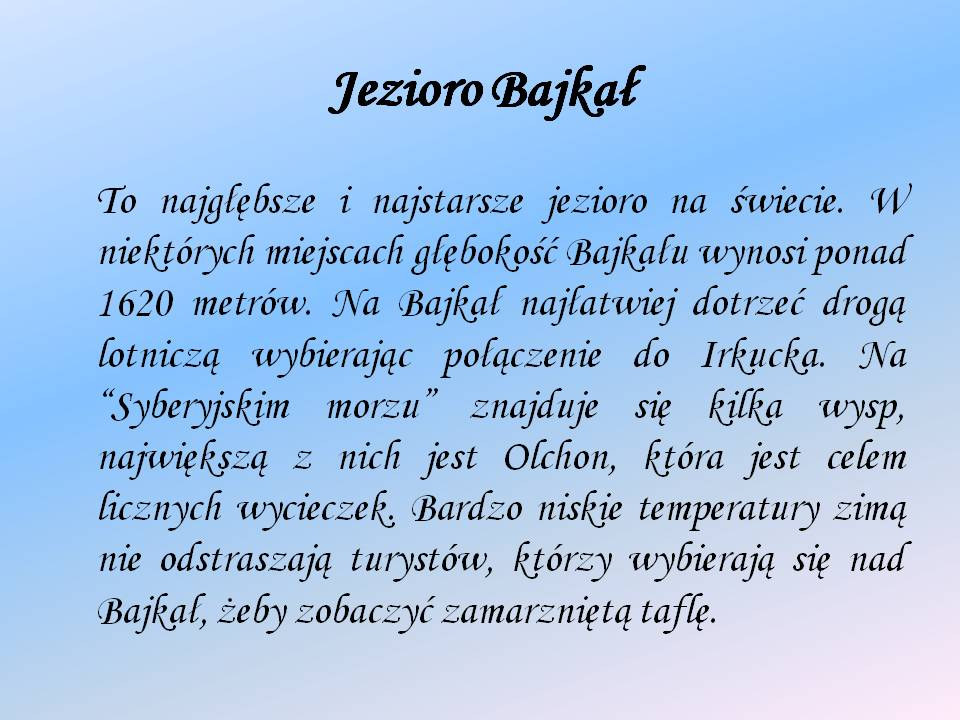 Jezioro Bajkał
To najgłębsze i najstarsze jezioro na świecie. W
niektórych miejscach głębokość Bajkału wynosi ponad
1620 metrów. Na Bajkał najłatwiej dotrzeć drogą
lotniczą wybierając połączenie do Irkucka. Na
“Syberyjskim morzu” znajduje się kilka wysp,
największą z nich jest Olchon, która jest celem
licznych wycieczek. Bardzo niskie temperatury zimą
nie odstraszają turystów, którzy wybierają się nad
Bajkał, żeby zobaczyć zamarzniętą taflę.